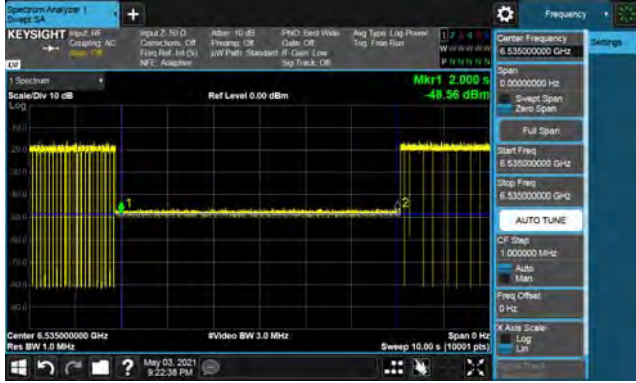 Spectrum Analyzer 1
Swept SA
+
Frequency
KEYSIGHT
Input: RF
Coupling: AC
Align: Off
Input Z: 50 Ω
Corrections: Off
Freq Ref: Int (S)
NFE: Adaptive
Atten: 10 dB
Preamp: Off
µW Path: Standard
PNO: Best Wide
Gate: Off
IF Gain: Low
Sig Track: Off
Avg Type: Log-Power
Trig: Free Run
Center Frequency
6.535000000 GHz
Settings
Span
0.00000000 Hz
Swept Span
Zero Span
Full Span
Start Freq
6.535000000 GHz
Stop Freq
6.535000000 GHz
AUTO TUNE
CF Step
1.000000 MHz
Auto
Man
Freq Offset
0 Hz
X Axis Scale
Log
Lin
1 Spectrum
Scale/Div 10 dB
Ref Level 0.00 dBm
Mkr1 2.000 s
-48.56 dBm
Log
1
2
Center 6.535000000 GHz
Res BW 1.0 MHz
#Video BW 3.0 MHz
Span 0 Hz
Sweep 10.00 s (10001 pts)
May 03, 2021
9:22:38 PM